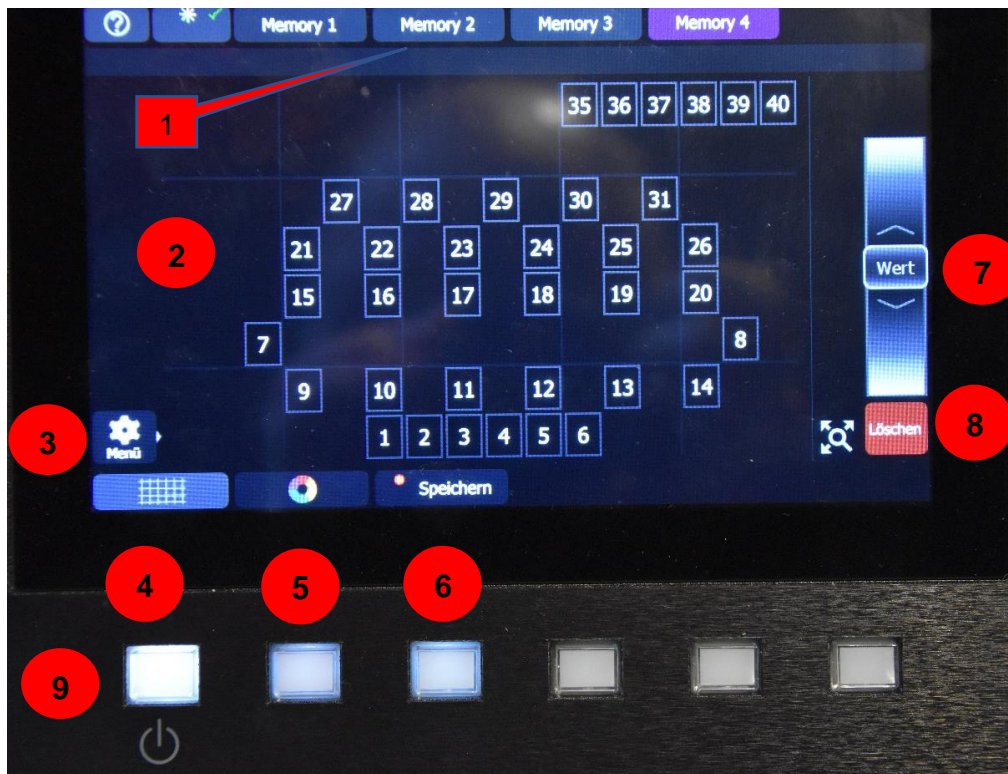 Memory 1 Memory 2 Memory 3 Memory 4
1
35 36 37 38 39 40
27 28 29 30 31
2
21 22 23 24 25 26
Wert
7
15 16 17 18 19 20
7 8
9 10 11 12 13 14
3
Menü
1 2 3 4 5 6
Löschen
8
Speichern
4 5 6
9